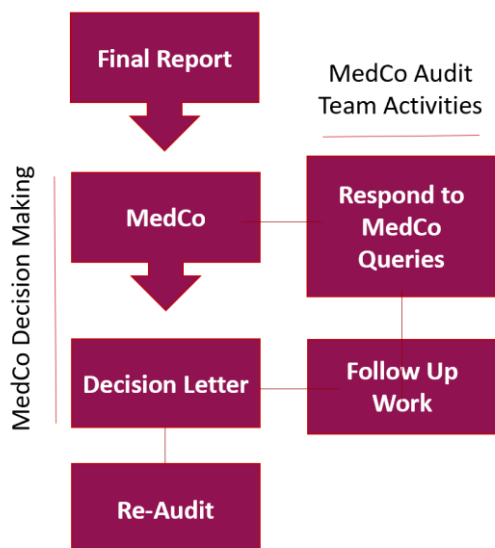 Final Report
MedCo Audit
Team Activities
MedCo Decision Making
MedCo
Respond to
MedCo
Queries
Decision Letter
Follow Up
Work
Re-Audit